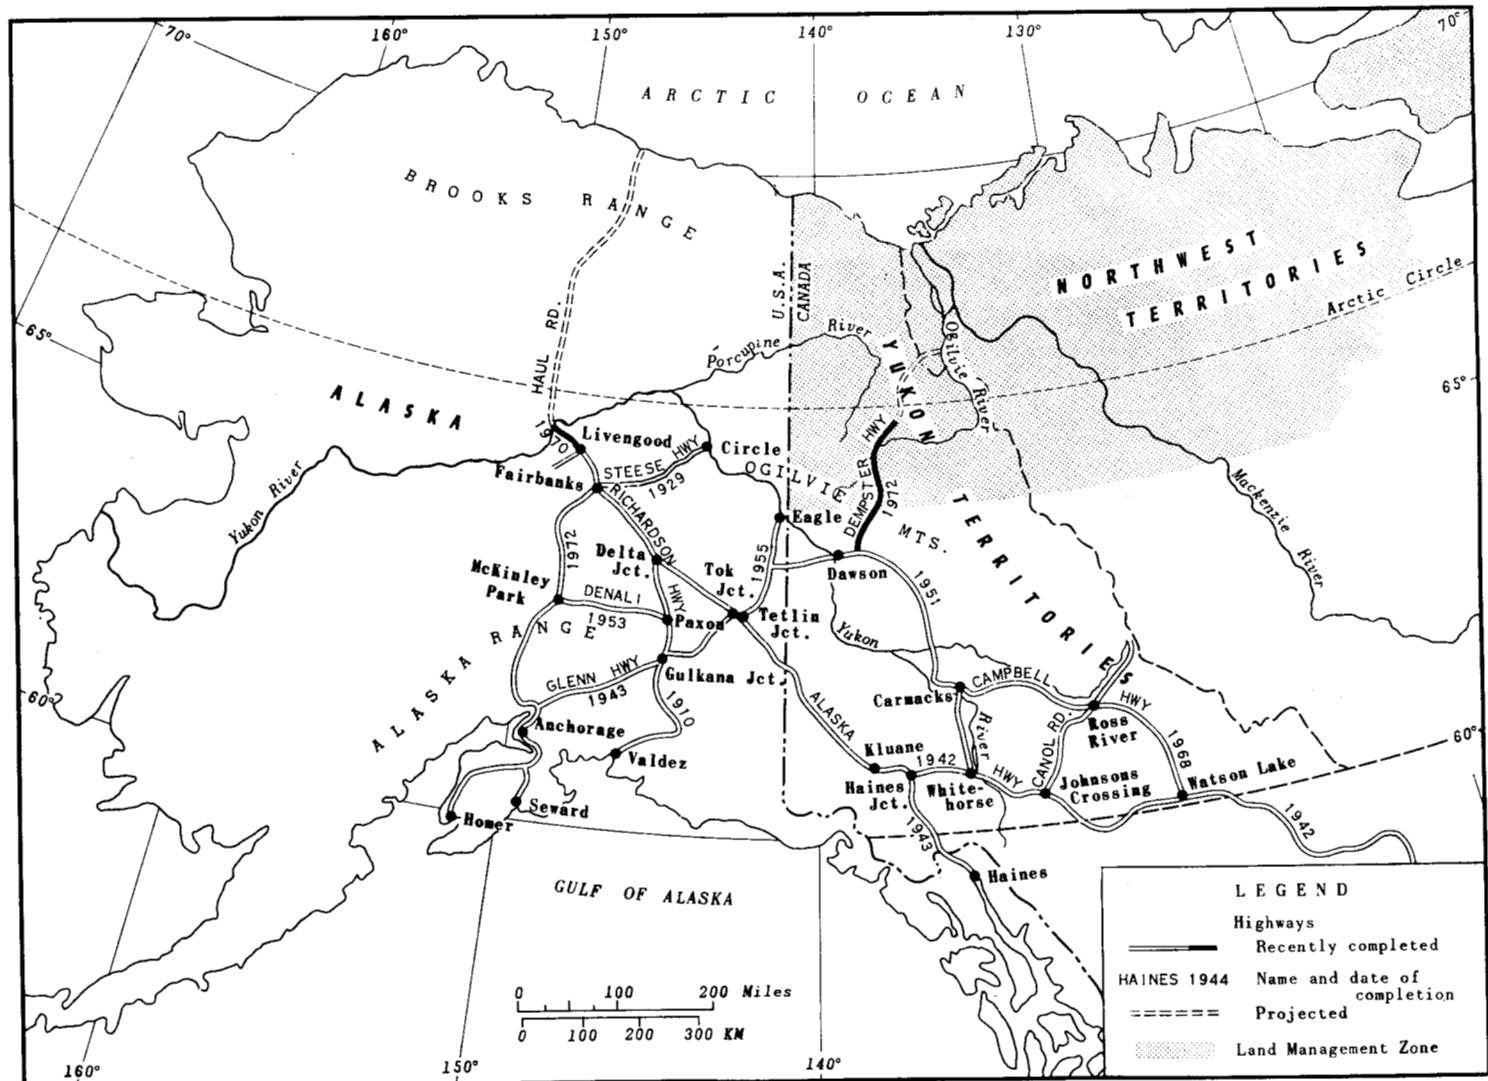 70°
160°
150°
140°
130°
70°
ARCTIC OCEAN
BROOKS RANGE
NORTHWEST
TERRITORIES
Arctic Circle
U.S.A.
CANADA
65°
HAUL RD.
Porcupine River
YUKON
Ogilvie River
65°
ALASKA
1970
Livengood
Circle
STEESE HWY
1929
Fairbanks
OGILVIE
MTS.
DEMPSTER HWY
1972
Yukon River
RICHARDSON
HWY
Eagle
TERRITORIES
Mackenzie River
1972
Delta
Jct.
Tok
Jct.
1955
Dawson
1951
McKinley
Park
DENALI
1953
Paxon
Tetlin
Jct.
Yukon
River
ALASKA RANGE
60°
GLENN HWY
1943
Gulkana Jct.
1910
Carmacks
CAMPBELL
HWY
1968
ALASKA
CANOL RD.
Ross
River
60°
Anchorage
Valdez
Kluane
1942
HWY
Haines
Jct.
White-
horse
Johnsons
Crossing
Watson Lake
1942
Seward
Homer
1943
Haines
GULF OF ALASKA
LEGEND
Highways
Recently completed
HAINES 1944 Name and date of
completion
Projected
Land Management Zone
0 100 200 Miles
0 100 200 300 KM
160°
150°
140°